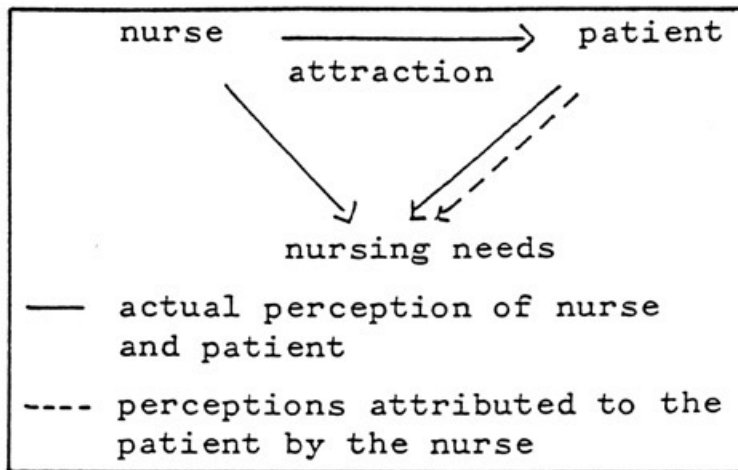 nurse patient
attraction
nursing needs
actual perception of nurse
and patient
perceptions attributed to the
patient by the nurse